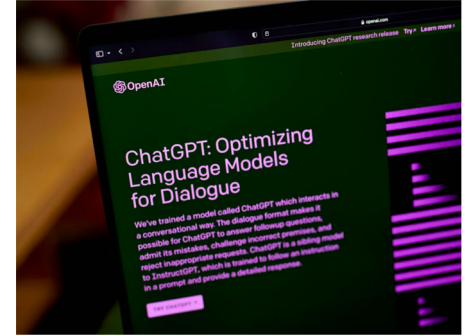 openai.com
Introducing ChatGPT research release Try↗ Learn more›
OpenAI
ChatGPT: Optimizing
Language Models
for Dialogue
We've trained a model called ChatGPT which interacts in
a conversational way. The dialogue format makes it
possible for ChatGPT to answer followup questions,
admit its mistakes, challenge incorrect premises, and
reject inappropriate requests. ChatGPT is a sibling model
to InstructGPT, which is trained to follow an instruction
in a prompt and provide a detailed response.
TRY CHATGPT ↗